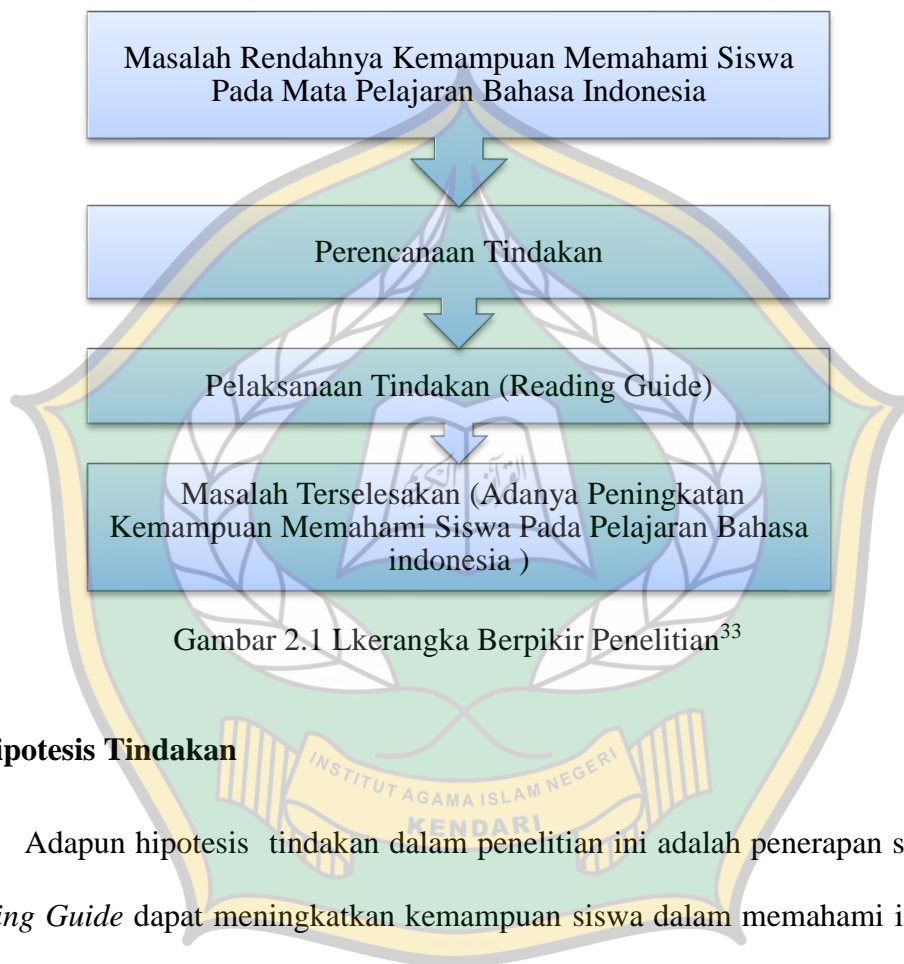 Masalah Rendahnya Kemampuan Memahami Siswa
Pada Mata Pelajaran Bahasa Indonesia
Perencanaan Tindakan
Pelaksanaan Tindakan (Reading Guide)
Masalah Terselesakan (Adanya Peningkatan
Kemampuan Memahami Siswa Pada Pelajaran Bahasa
indonesia )
Gambar 2.1 Lkerangka Berpikir Penelitian33
ipotesis Tindakan
INSTITUT AGAMA ISLAM NEGERI
KENDARI
Adapun hipotesis tindakan dalam penelitian ini adalah penerapan s
ing Guide dapat meningkatkan kemampuan siswa dalam memahami i